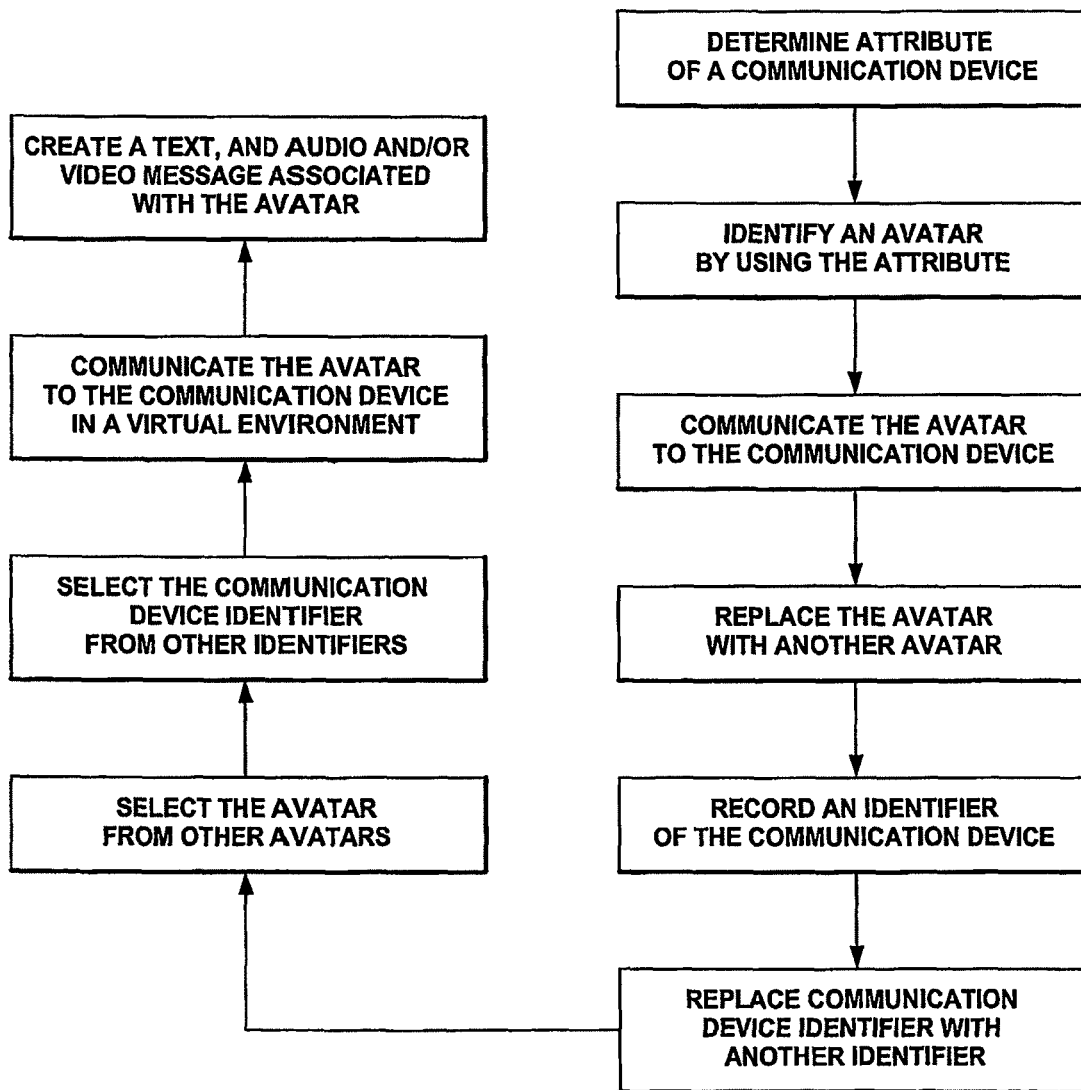 DETERMINE ATTRIBUTE
OF A COMMUNICATION DEVICE
IDENTIFY AN AVATAR
BY USING THE ATTRIBUTE
COMMUNICATE THE AVATAR
TO THE COMMUNICATION DEVICE
REPLACE THE AVATAR
WITH ANOTHER AVATAR
RECORD AN IDENTIFIER
OF THE COMMUNICATION DEVICE
REPLACE COMMUNICATION
DEVICE IDENTIFIER WITH
ANOTHER IDENTIFIER
SELECT THE AVATAR
FROM OTHER AVATARS
SELECT THE COMMUNICATION
DEVICE IDENTIFIER
FROM OTHER IDENTIFIERS
COMMUNICATE THE AVATAR
TO THE COMMUNICATION DEVICE
IN A VIRTUAL ENVIRONMENT
CREATE A TEXT, AND AUDIO AND/OR
VIDEO MESSAGE ASSOCIATED
WITH THE AVATAR